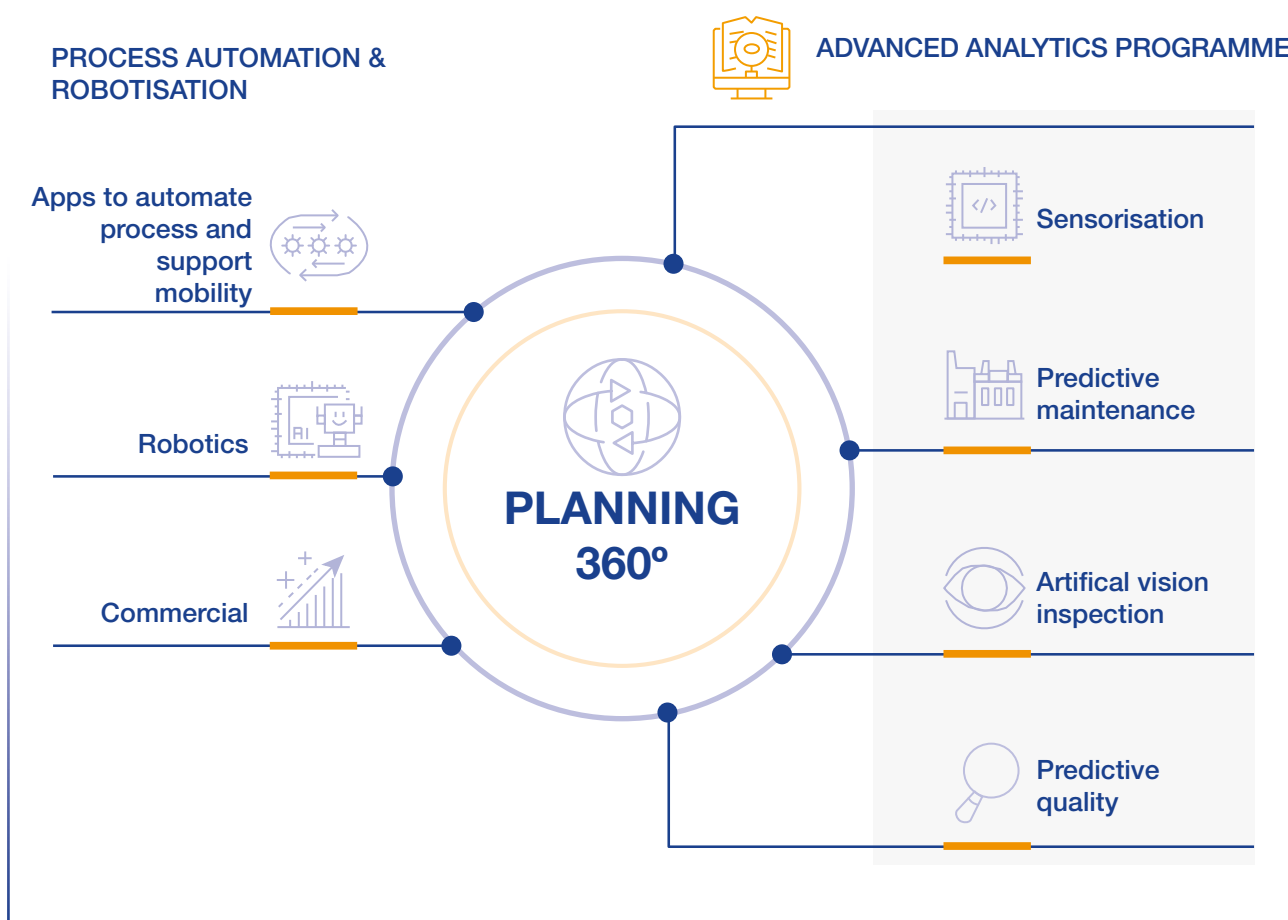 PROCESS AUTOMATION &
ROBOTISATION
ADVANCED ANALYTICS PROGRAMME
Apps to automate
process and
support
mobility
Robotics
AI
Commercial
PLANNING
360º
</>
Sensorisation
Predictive
maintenance
Artifical vision
inspection
Predictive
quality